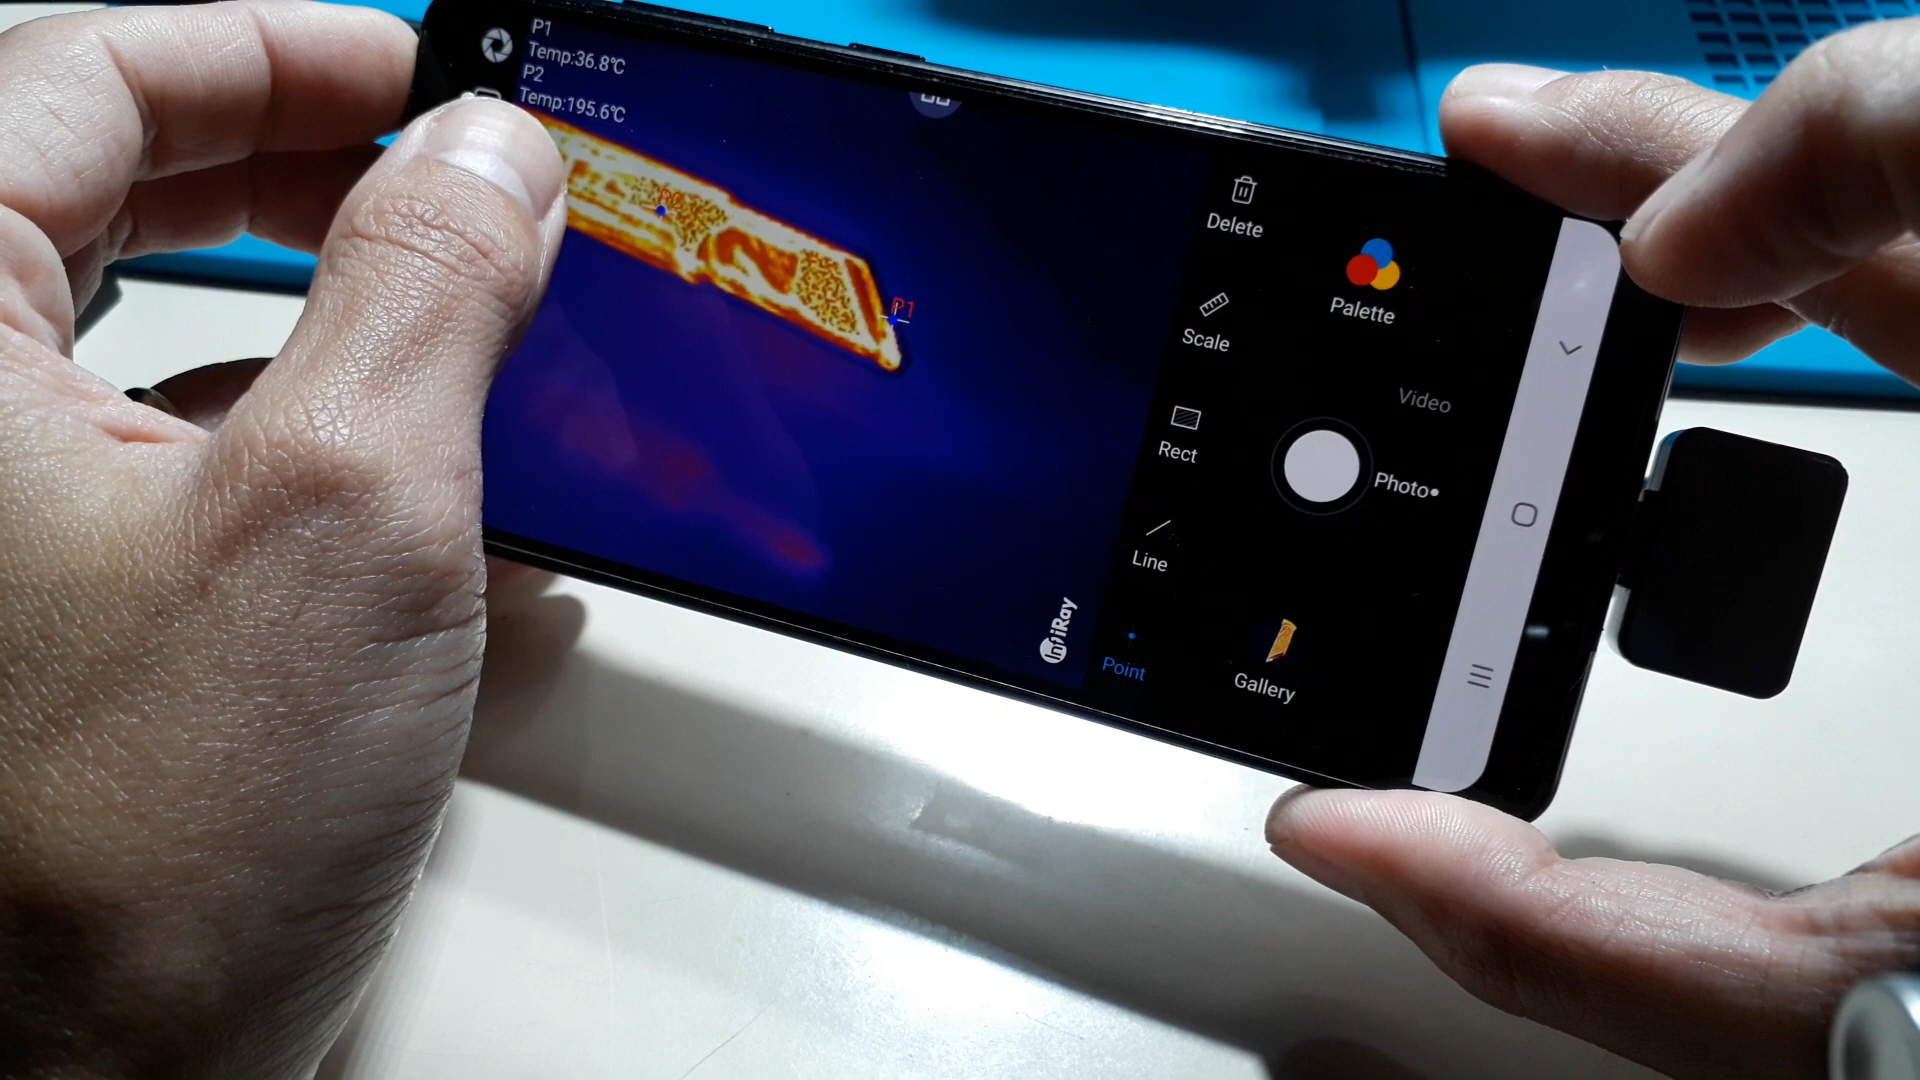 P1
Temp:36.8℃
P2
Temp:195.6℃
P2
P1
Delete
Scale
Rect
Line
Point
Palette
Video
Photo
Gallery
InfiRay